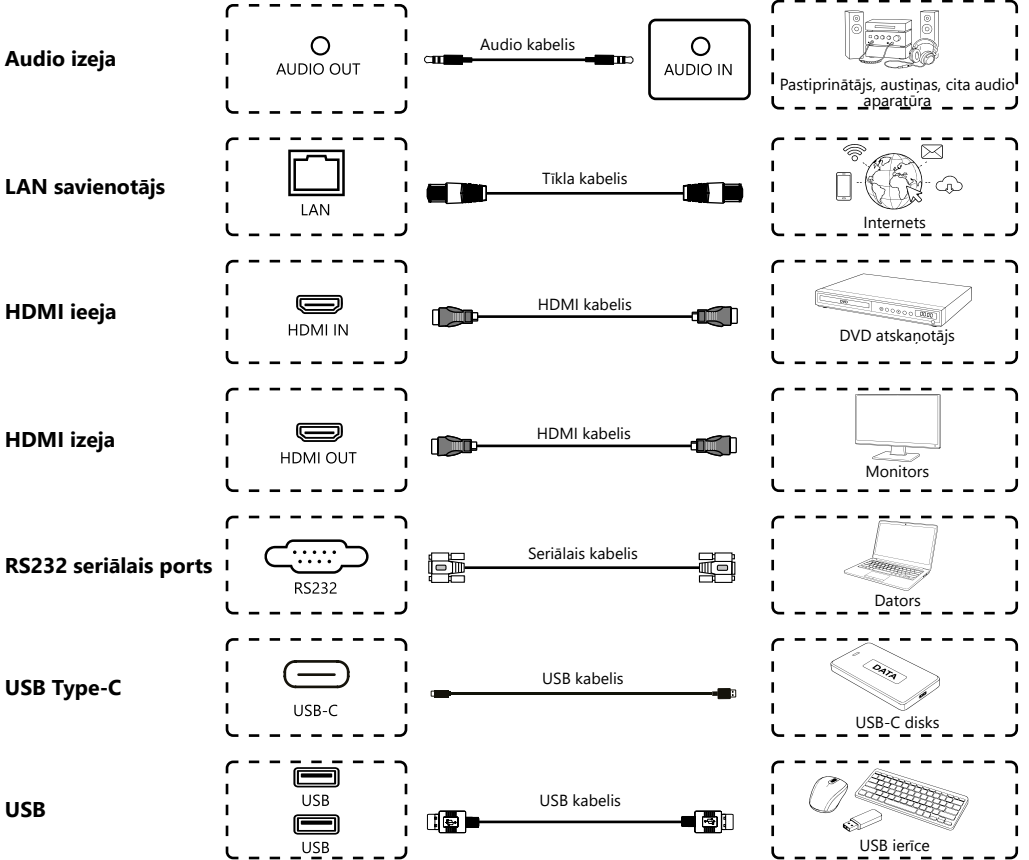 Audio izeja
AUDIO OUT
Audio kabelis
AUDIO IN
Pastiprinātājs, austiņas, cita audio
aparatūra
LAN savienotājs
LAN
Tīkla kabelis
Internets
HDMI ieeja
HDMI IN
HDMI kabelis
DVD
DVD atskaņotājs
HDMI izeja
HDMI OUT
HDMI kabelis
Monitors
RS232 seriālais ports
RS232
Seriālais kabelis
Dators
USB Type-C
USB-C
USB kabelis
DATA
USB-C disks
USB
USB
USB
USB kabelis
USB ierīce